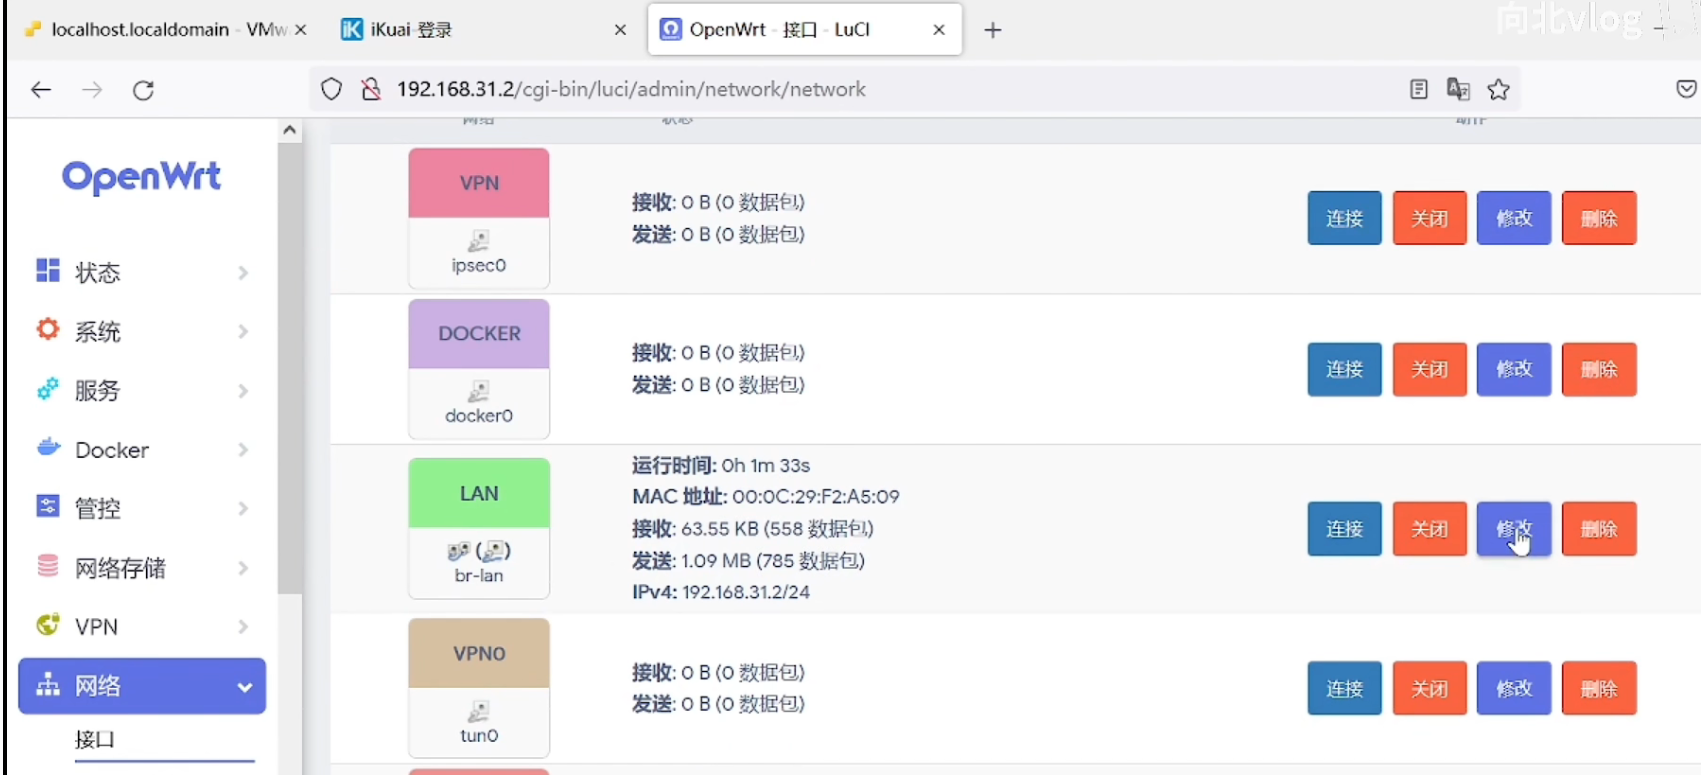 localhost.localdomain - VMw
iKuai-登录
OpenWrt - 接口 - LuCI
向北vlog
192.168.31.2/cgi-bin/luci/admin/network/network
网络 状态 动作
OpenWrt
状态
系统
服务
Docker
管控
网络存储
VPN
网络
接口
VPN
ipsec0
接收: 0 B (0 数据包)
发送: 0 B (0 数据包)
连接 关闭 修改 删除
DOCKER
docker0
接收: 0 B (0 数据包)
发送: 0 B (0 数据包)
连接 关闭 修改 删除
LAN
br-lan
运行时间: 0h 1m 33s
MAC 地址: 00:0C:29:F2:A5:09
接收: 63.55 KB (558 数据包)
发送: 1.09 MB (785 数据包)
IPv4: 192.168.31.2/24
连接 关闭 修改 删除
VPN0
tun0
接收: 0 B (0 数据包)
发送: 0 B (0 数据包)
连接 关闭 修改 删除